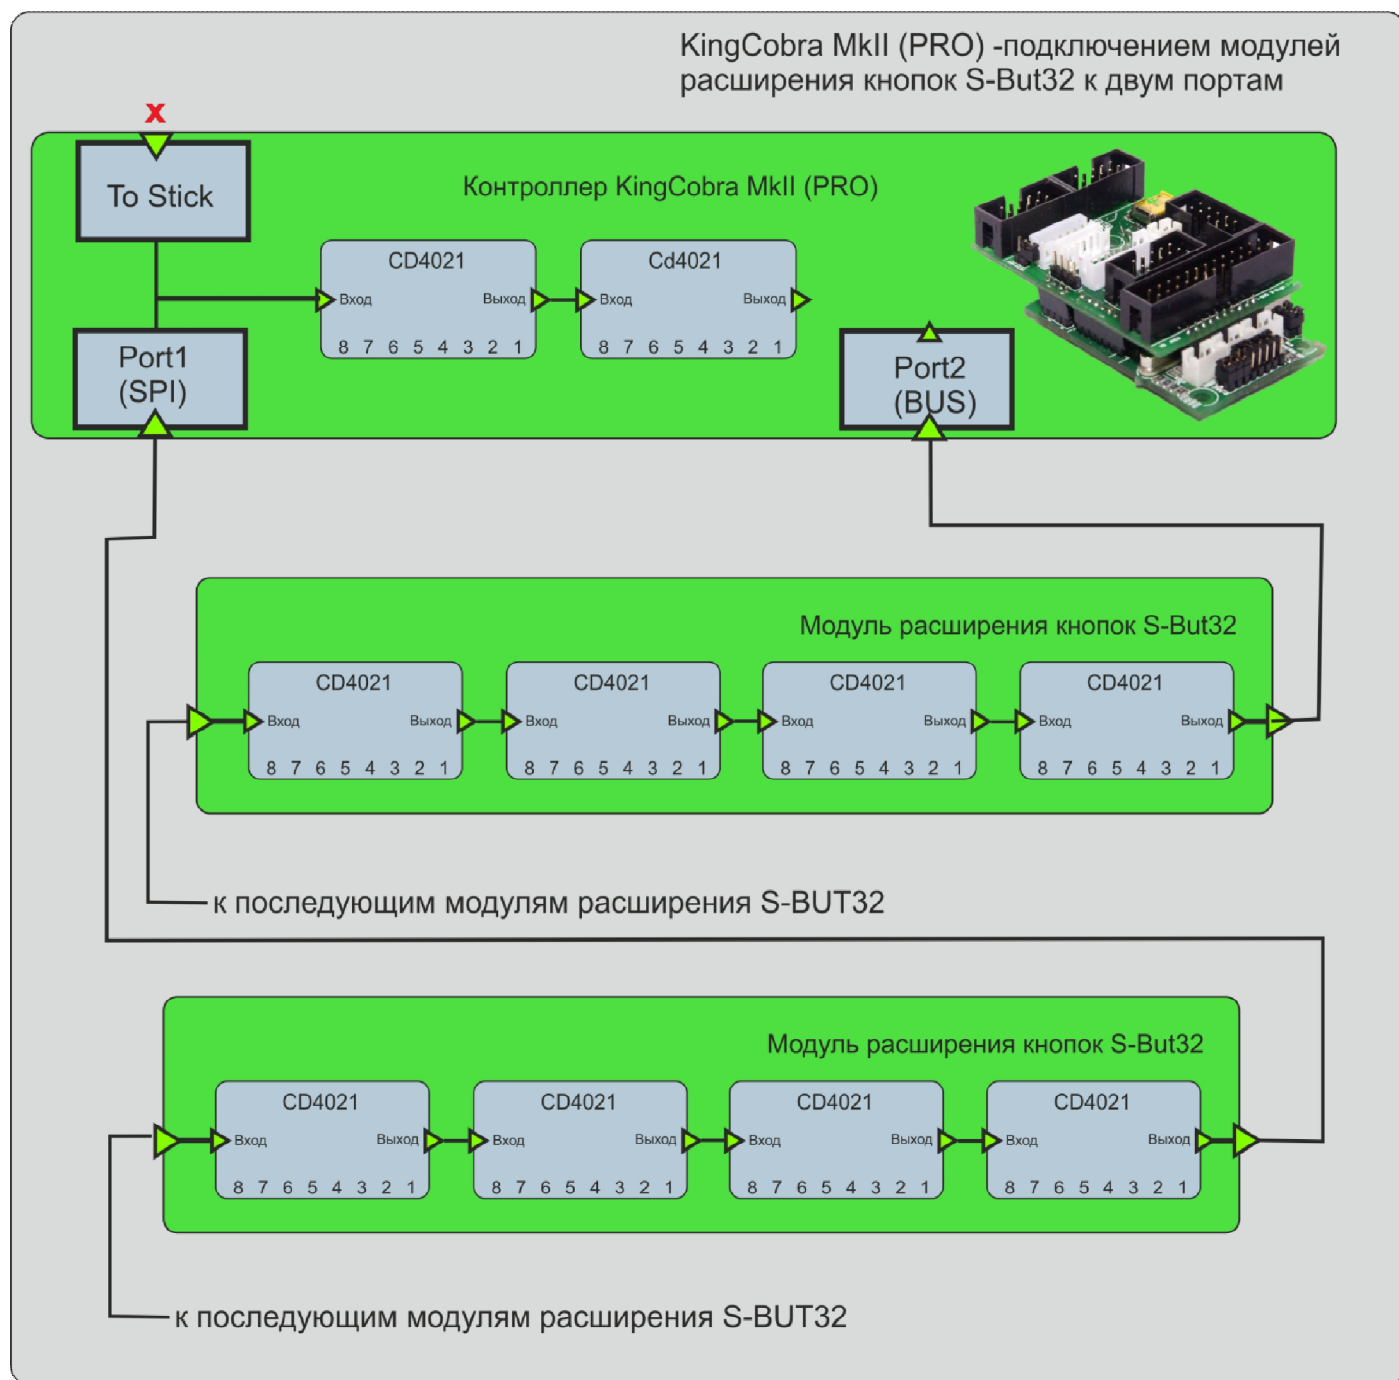 KingCobra MkII (PRO) -подключением модулей
расширения кнопок S-But32 к двум портам
x
To Stick
Контроллер KingCobra MkII (PRO)
CD4021
Вход
Выход
8 7 6 5 4 3 2 1
Cd4021
Вход
Выход
8 7 6 5 4 3 2 1
Port1
(SPI)
Port2
(BUS)
Модуль расширения кнопок S-But32
CD4021
Вход
Выход
8 7 6 5 4 3 2 1
CD4021
Вход
Выход
8 7 6 5 4 3 2 1
CD4021
Вход
Выход
8 7 6 5 4 3 2 1
CD4021
Вход
Выход
8 7 6 5 4 3 2 1
к последующим модулям расширения S-BUT32
Модуль расширения кнопок S-But32
CD4021
Вход
Выход
8 7 6 5 4 3 2 1
CD4021
Вход
Выход
8 7 6 5 4 3 2 1
CD4021
Вход
Выход
8 7 6 5 4 3 2 1
CD4021
Вход
Выход
8 7 6 5 4 3 2 1
к последующим модулям расширения S-BUT32